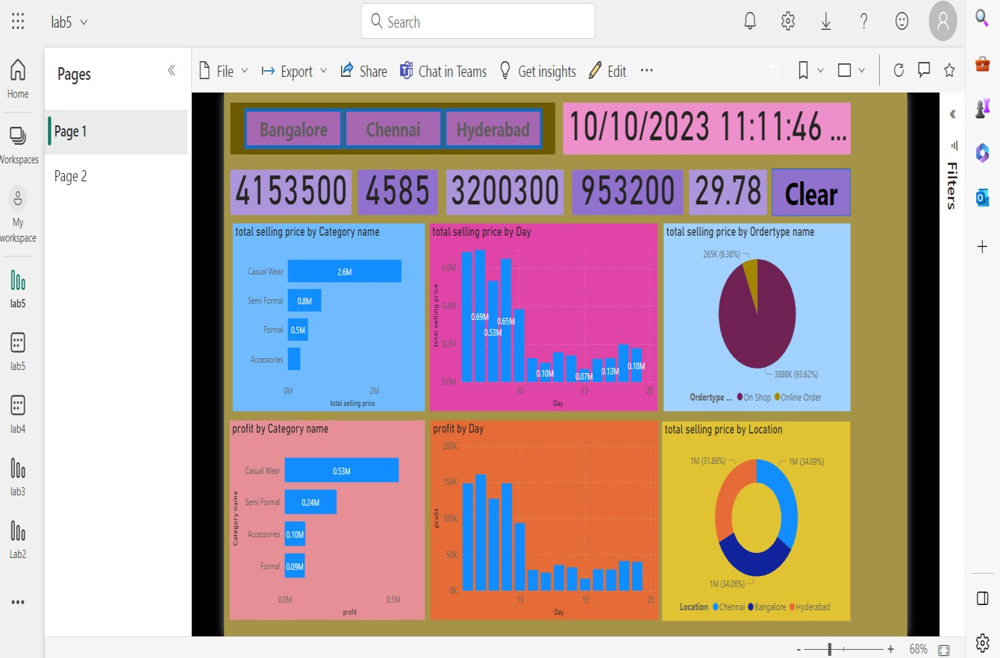 lab5
Search
Home
Workspaces
My
workspace
lab5
lab5
lab4
lab3
Lab2
Pages
Page 1
Page 2
File
Export
Share
Chat in Teams
Get insights
Edit
Filters
Bangalore
Chennai
Hyderabad
10/10/2023 11:11:46 ...
4153500
4585
3200300
953200
29.78
Clear
total selling price by Category name
Casual Wear
2.6M
Semi Formal
0.8M
Formal
0.5M
Accessories
0M
2M
total selling price
total selling price by Day
total selling price
0.6M
0.4M
0.2M
0.0M
0.69M
0.53M
0.65M
0.10M
0.07M
0.13M
0.18M
10
15
20
Day
total selling price by Ordertype name
265K (6.38%)
3888K (93.62%)
Ordertype ... On Shop Online Order
profit by Category name
Category name
Casual Wear
0.53M
Semi Formal
0.24M
Accessories
0.10M
Formal
0.09M
0.0M
0.5M
profit
profit by Day
profit
200K
150K
100K
50K
0K
10
15
20
Day
total selling price by Location
1M (31.86%)
1M (34.09%)
1M (34.06%)
Location Chennai Bangalore Hyderabad
- + 68%